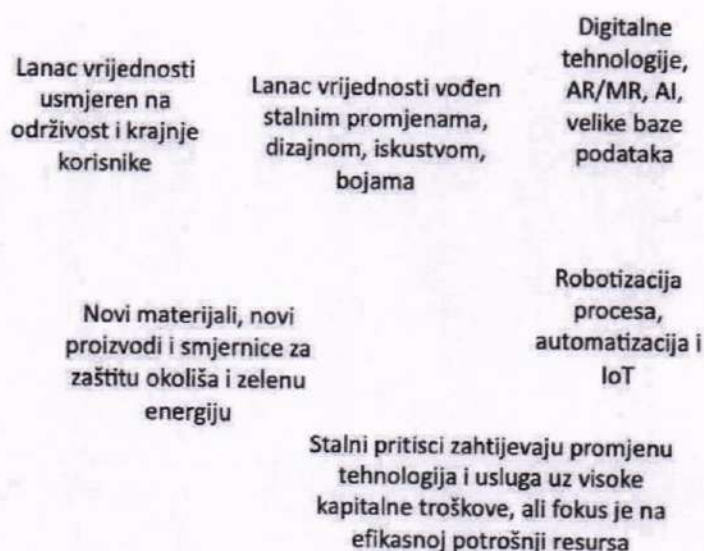 Lanac vrijednosti
usmjeren na
održivost i krajnje
korisnike
Lanac vrijednosti vođen
stalnim promjenama,
dizajnom, iskustvom,
bojama
Digitalne
tehnologije,
AR/MR, AI,
velike baze
podataka
Novi materijali, novi
proizvodi i smjernice za
zaštitu okoliša i zelenu
energiju
Robotizacija
procesa,
automatizacija i
IoT
Stalni pritisci zahtijevaju promjenu
tehnologija i usluga uz visoke
kapitalne troškove, ali fokus je na
efikasnoj potrošnji resursa